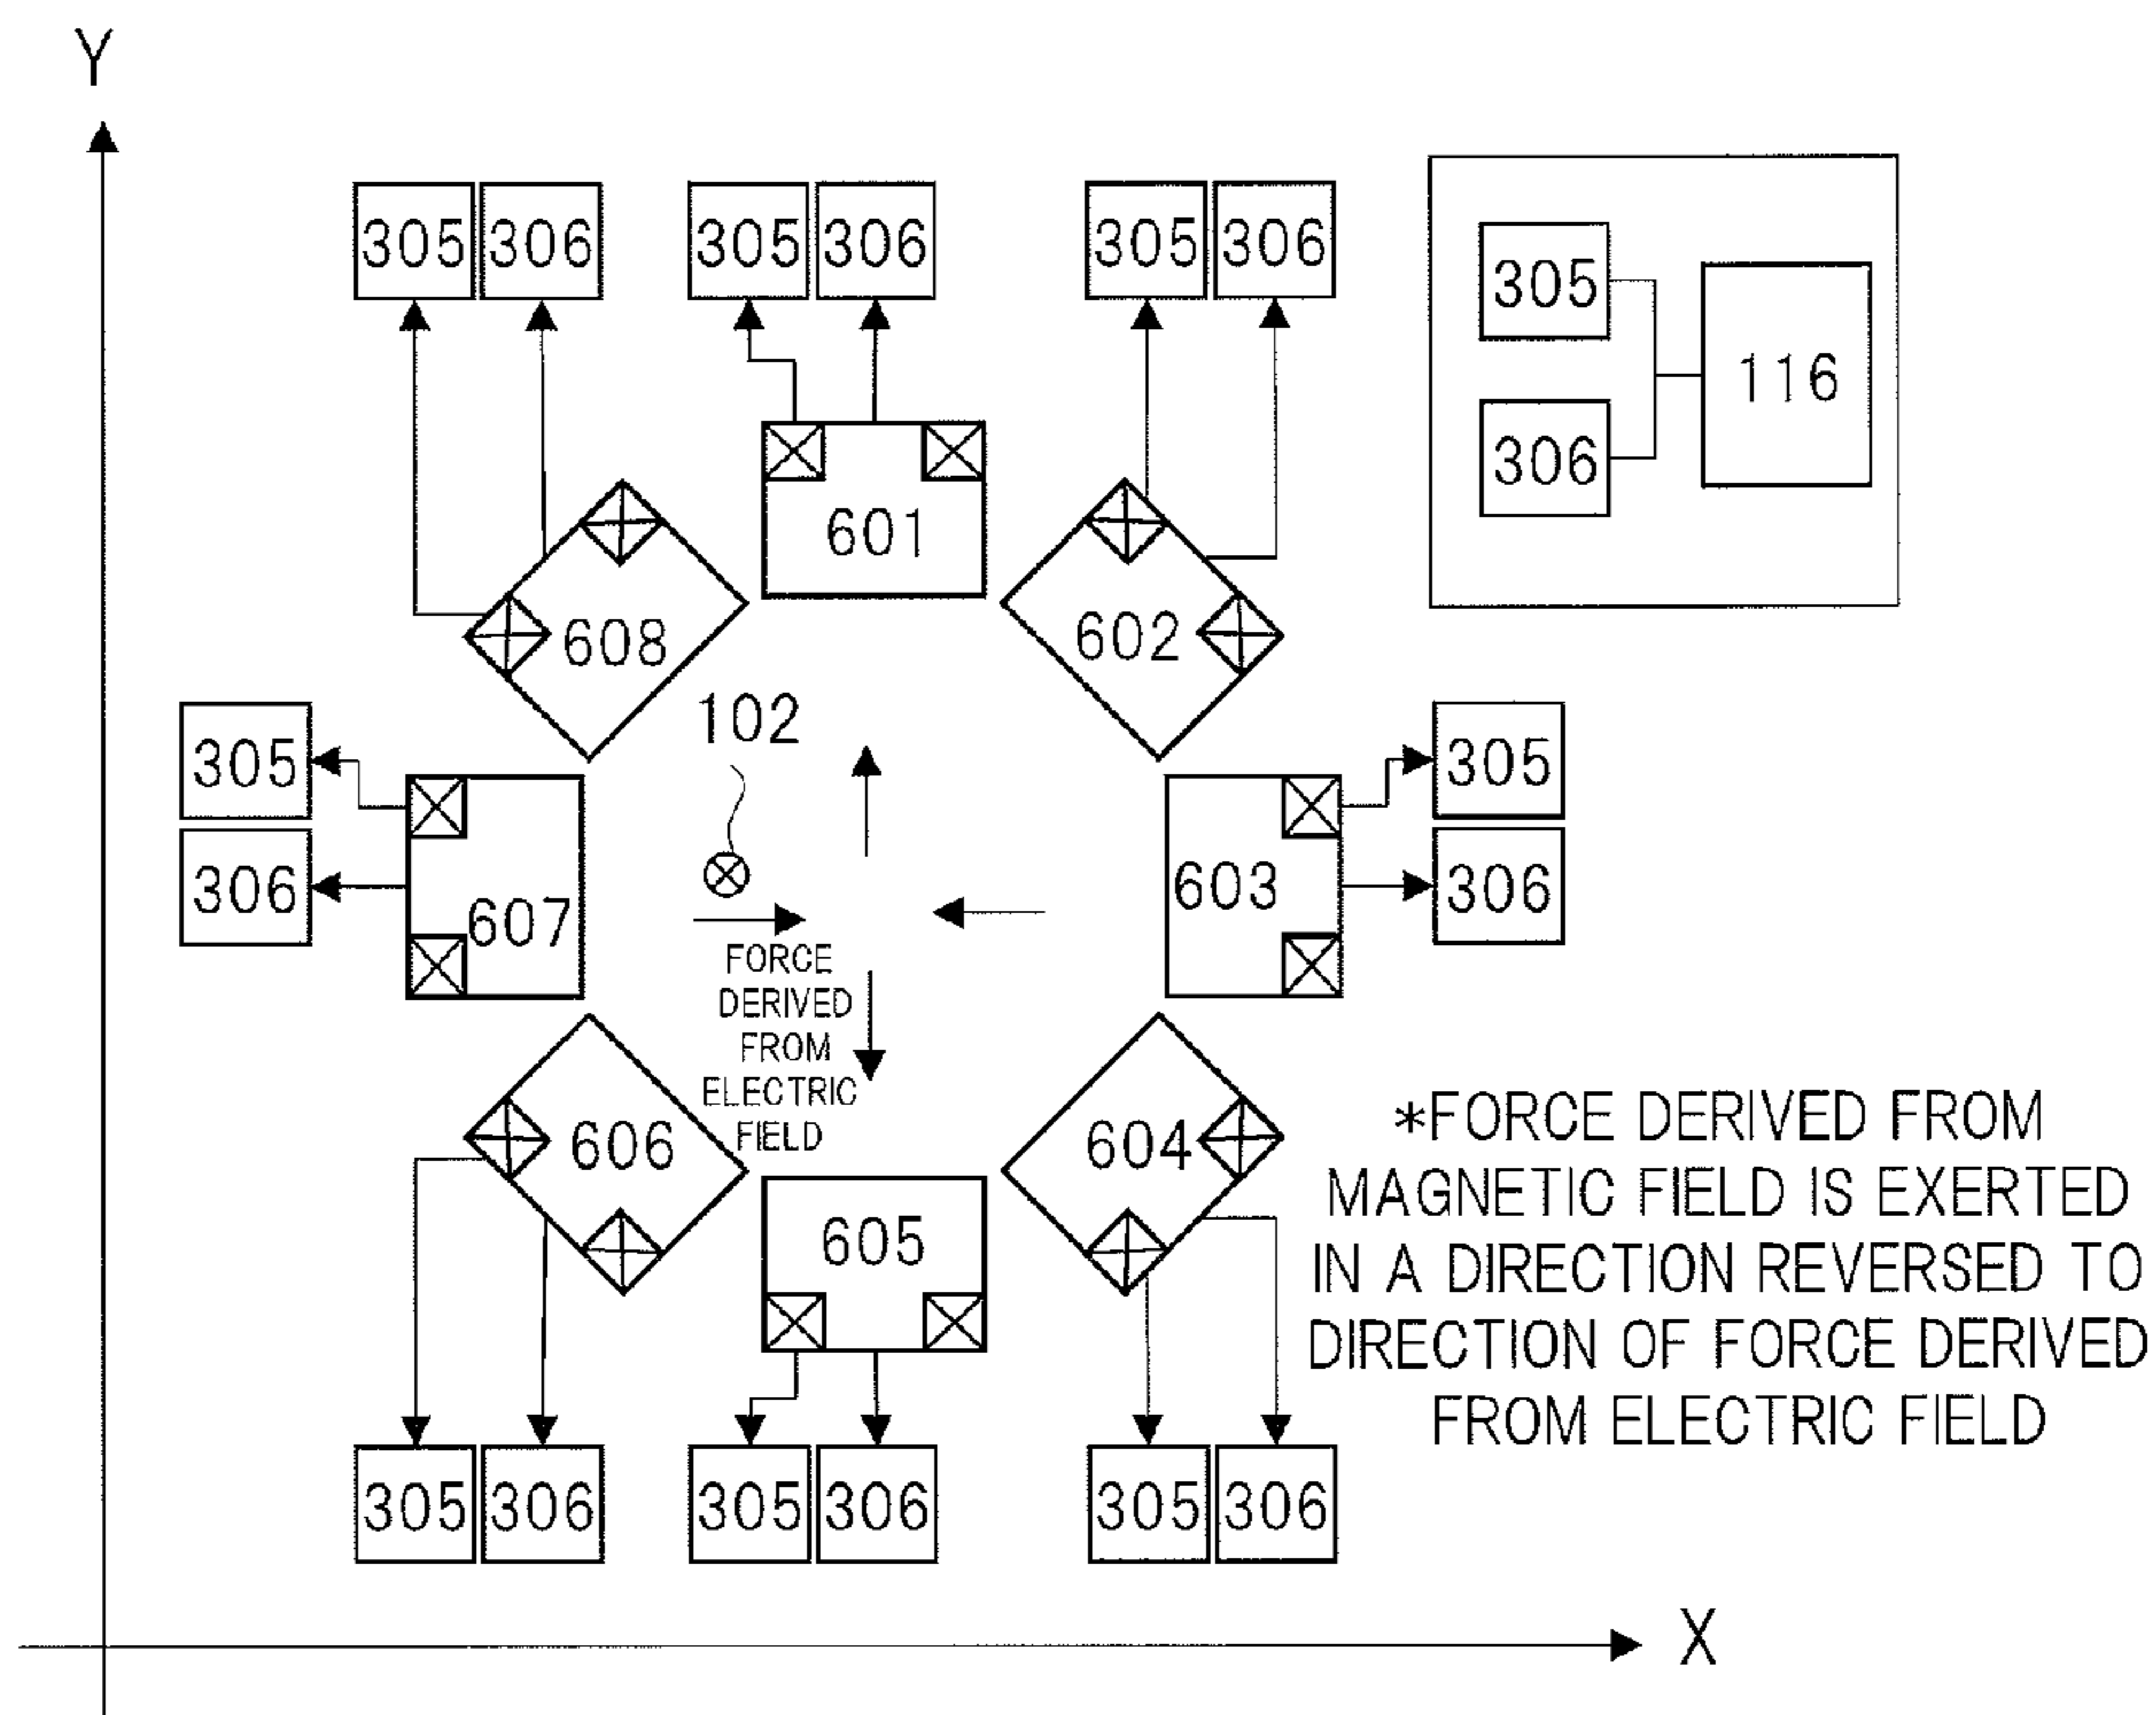 Y
305 306 305 306 305 306
305
116
306
601
608 602
102
305 305
306 603 306
607
FORCE
DERIVED
FROM
ELECTRIC
FIELD
606 604
605
*FORCE DERIVED FROM
MAGNETIC FIELD IS EXERTED
IN A DIRECTION REVERSED TO
DIRECTION OF FORCE DERIVED
FROM ELECTRIC FIELD
305 306 305 306 305 306
X